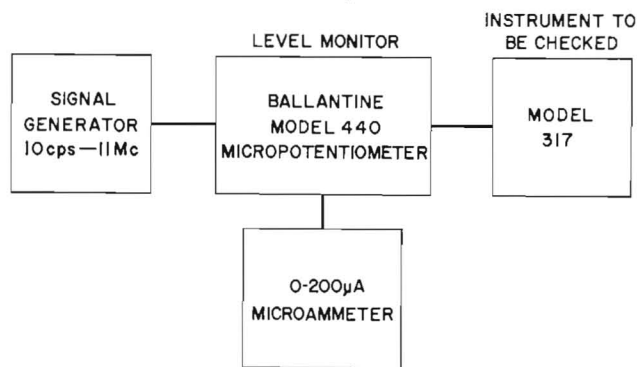 LEVEL MONITOR
INSTRUMENT TO
BE CHECKED
SIGNAL
GENERATOR
10cps—11Mc
BALLANTINE
MODEL 440
MICROPOTENTIOMETER
MODEL
317
0-200µA
MICROAMMETER